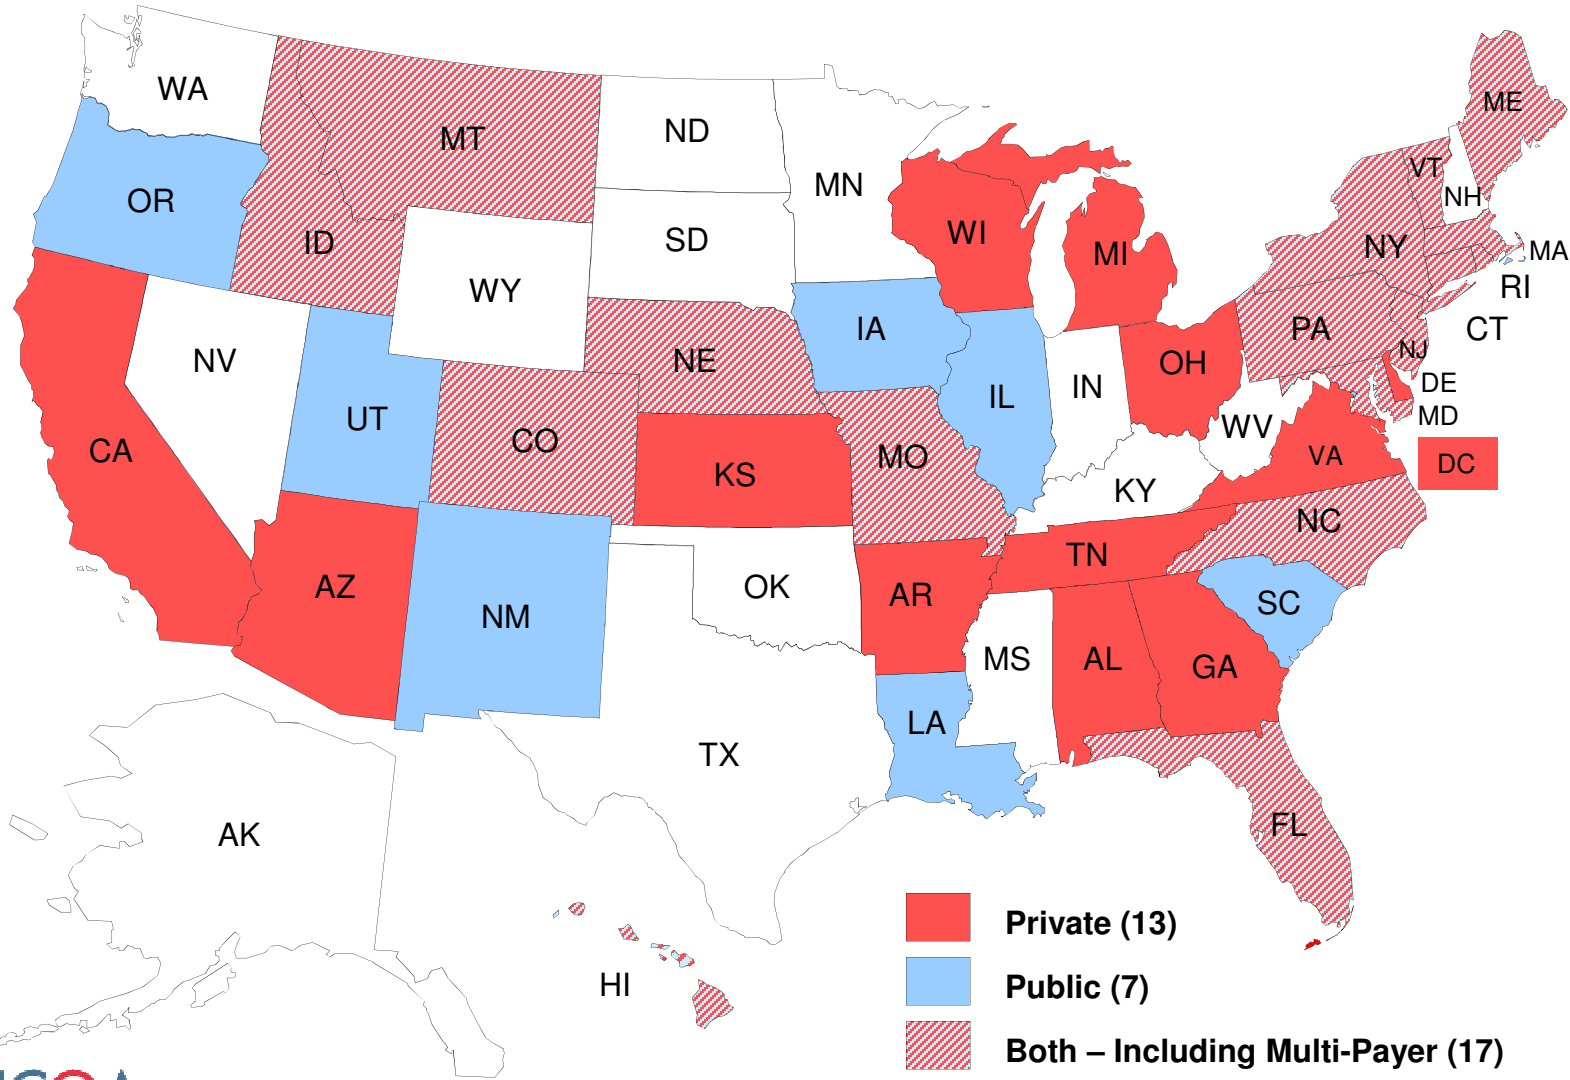 WA
MT
ND
MN
ME
VT
NH
OR
ID
SD
WI
MI
NY
MA
WY
RI
IA
PA
CT
NV
NE
OH
NJ
UT
CO
IL
IN
DE
MD
CA
KS
MO
WV
VA
DC
KY
NC
TN
AZ
NM
OK
AR
SC
MS
AL
GA
LA
TX
AK
FL
HI
Private (13)
Public (7)
Both – Including Multi-Payer (17)